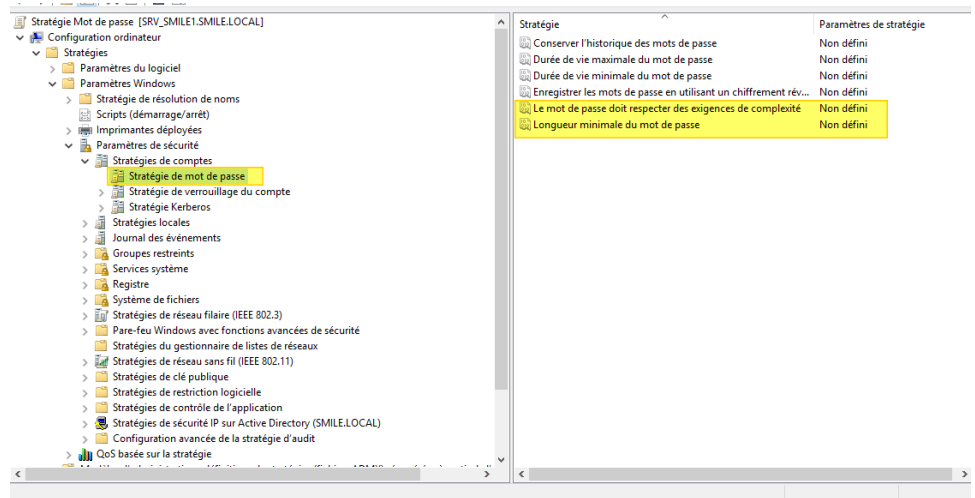 Stratégie Mot de passe [SRV_SMILE1.SMILE.LOCAL]
Configuration ordinateur
Stratégies
Paramètres du logiciel
Paramètres Windows
Stratégie de résolution de noms
Scripts (démarrage/arrêt)
Imprimantes déployées
Paramètres de sécurité
Stratégies de comptes
Stratégie de mot de passe
Stratégie de verrouillage du compte
Stratégie Kerberos
Stratégies locales
Journal des événements
Groupes restreints
Services système
Registre
Système de fichiers
Stratégies de réseau filaire (IEEE 802.3)
Pare-feu Windows avec fonctions avancées de sécurité
Stratégies du gestionnaire de listes de réseaux
Stratégies de réseau sans fil (IEEE 802.11)
Stratégies de clé publique
Stratégies de restriction logicielle
Stratégies de contrôle de l'application
Stratégies de sécurité IP sur Active Directory (SMILE.LOCAL)
Configuration avancée de la stratégie d'audit
QoS basée sur la stratégie
Stratégie Paramètres de stratégie
Conserver l'historique des mots de passe Non défini
Durée de vie maximale du mot de passe Non défini
Durée de vie minimale du mot de passe Non défini
Enregistrer les mots de passe en utilisant un chiffrement rév... Non défini
Le mot de passe doit respecter des exigences de complexité Non défini
Longueur minimale du mot de passe Non défini